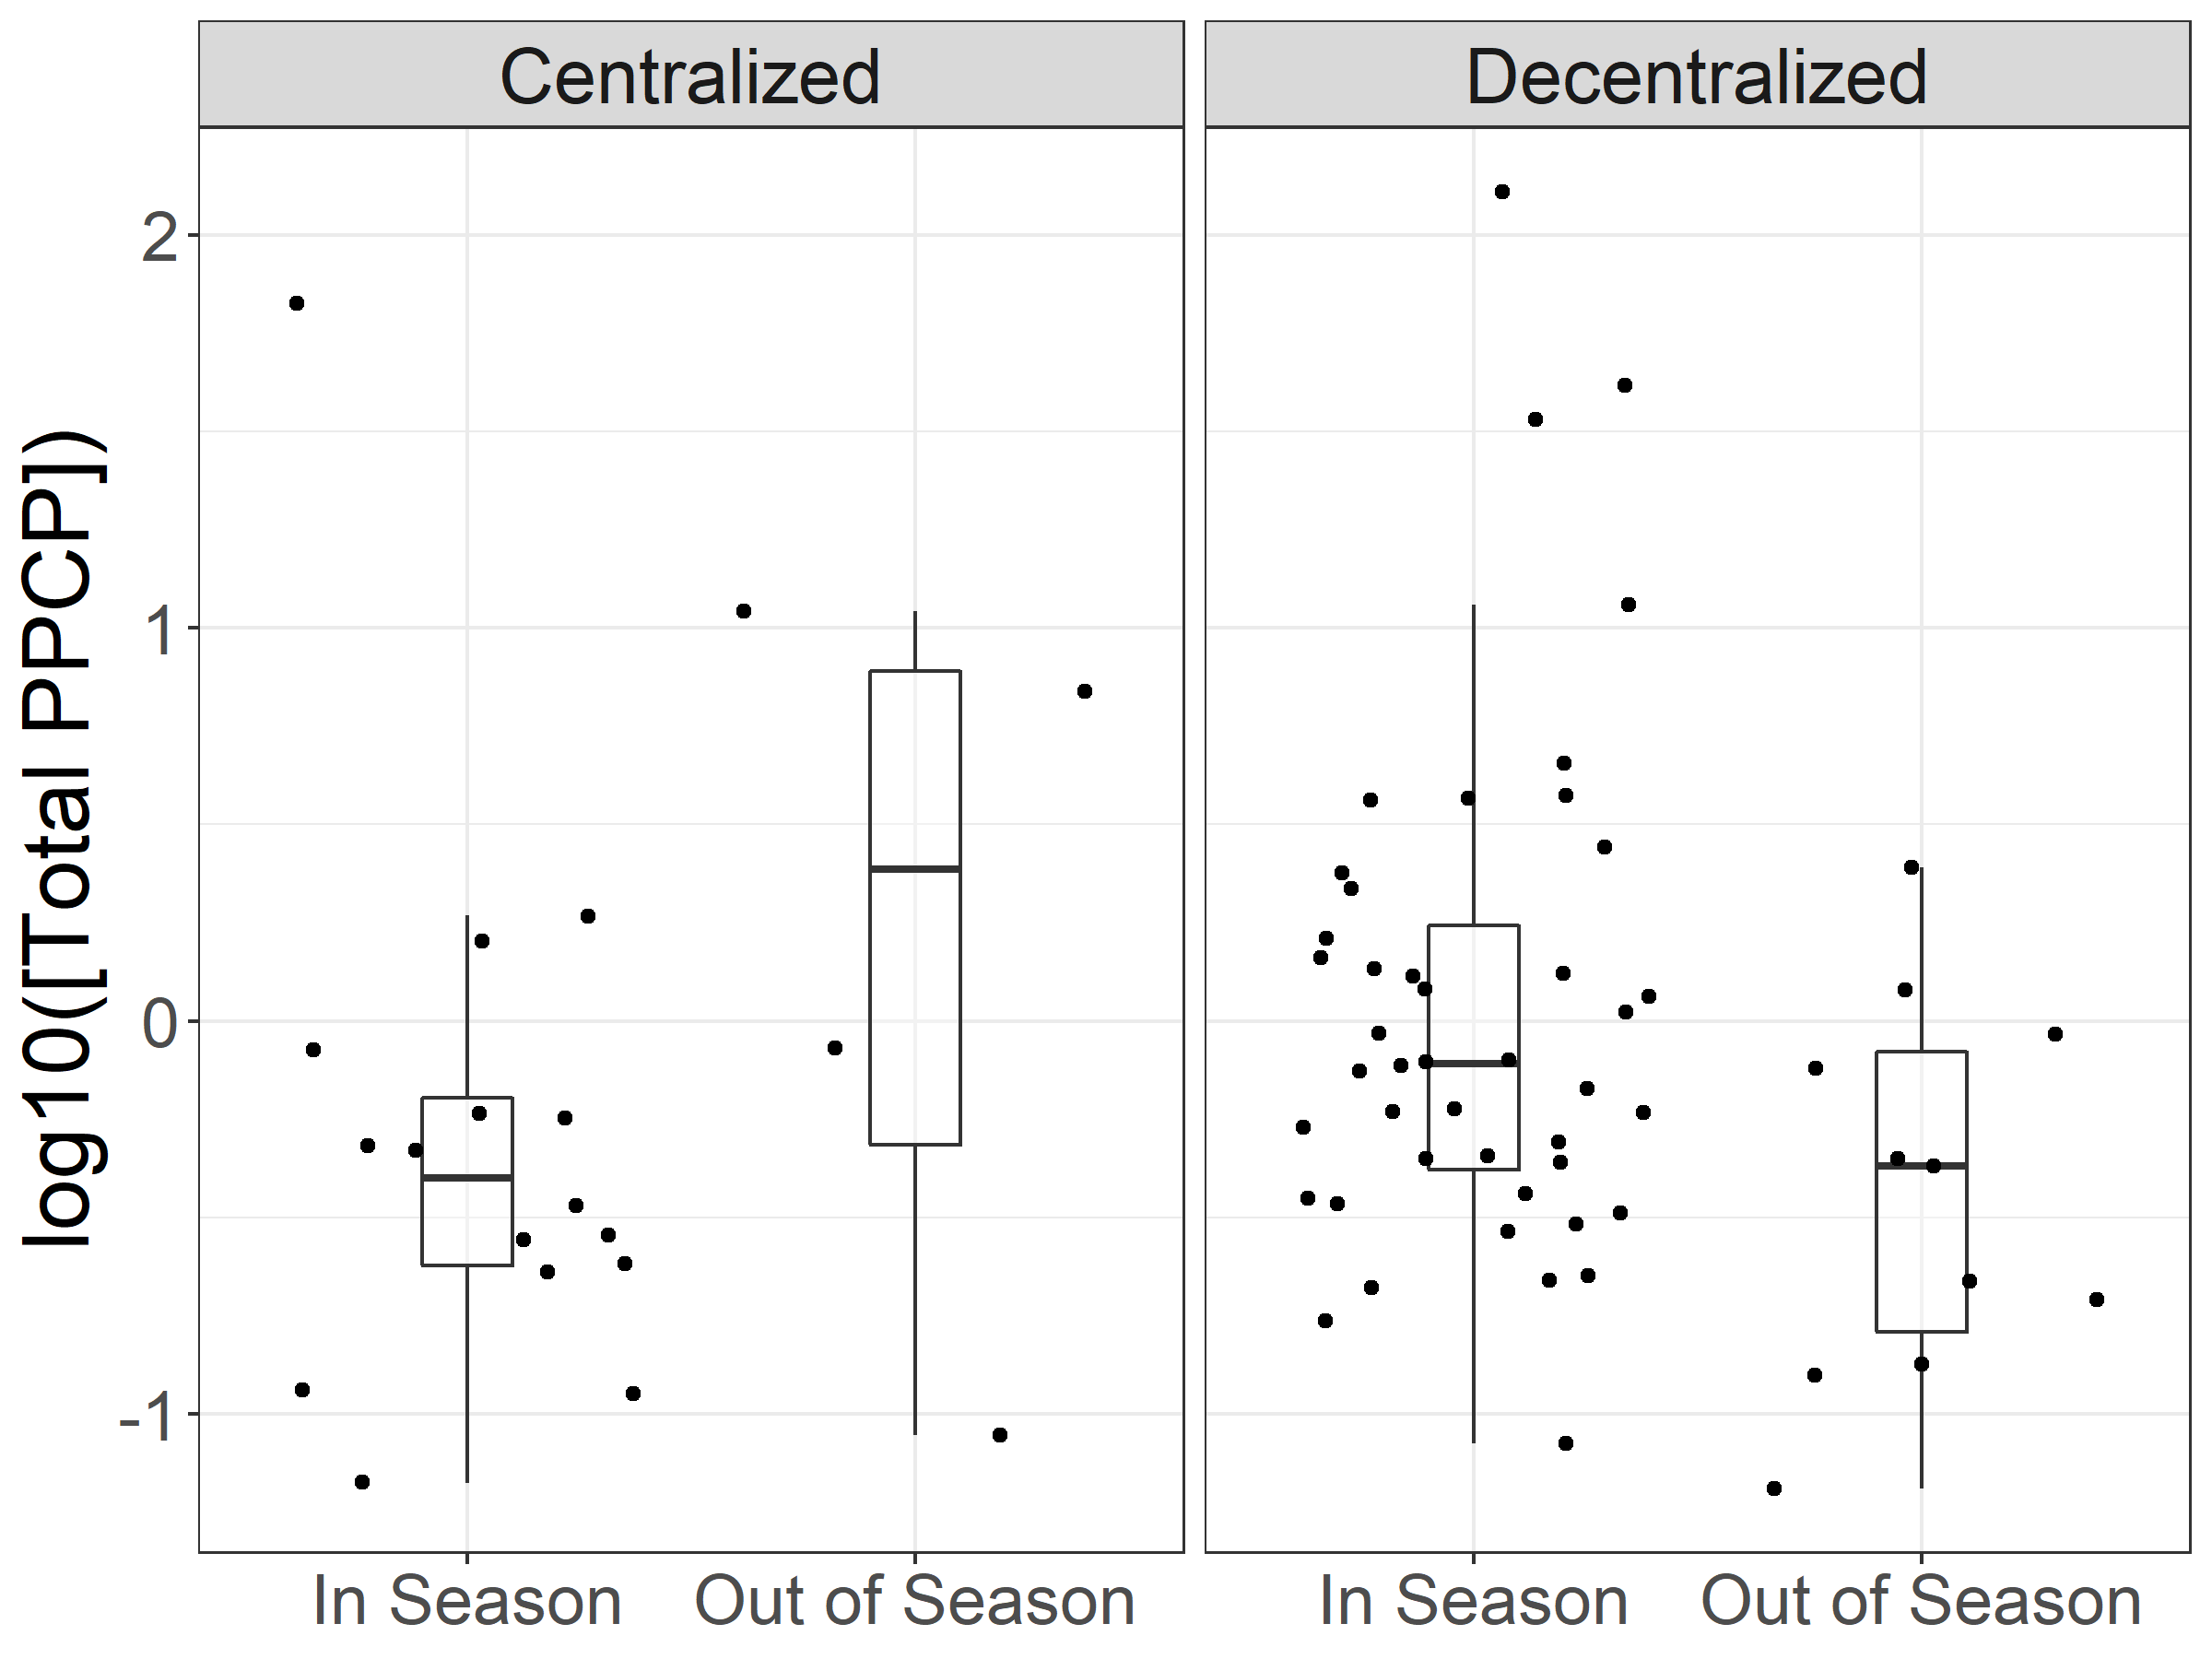 Centralized
Decentralized
log10([Total PPCP])
2
1
0
-1
In Season
Out of Season
In Season
Out of Season